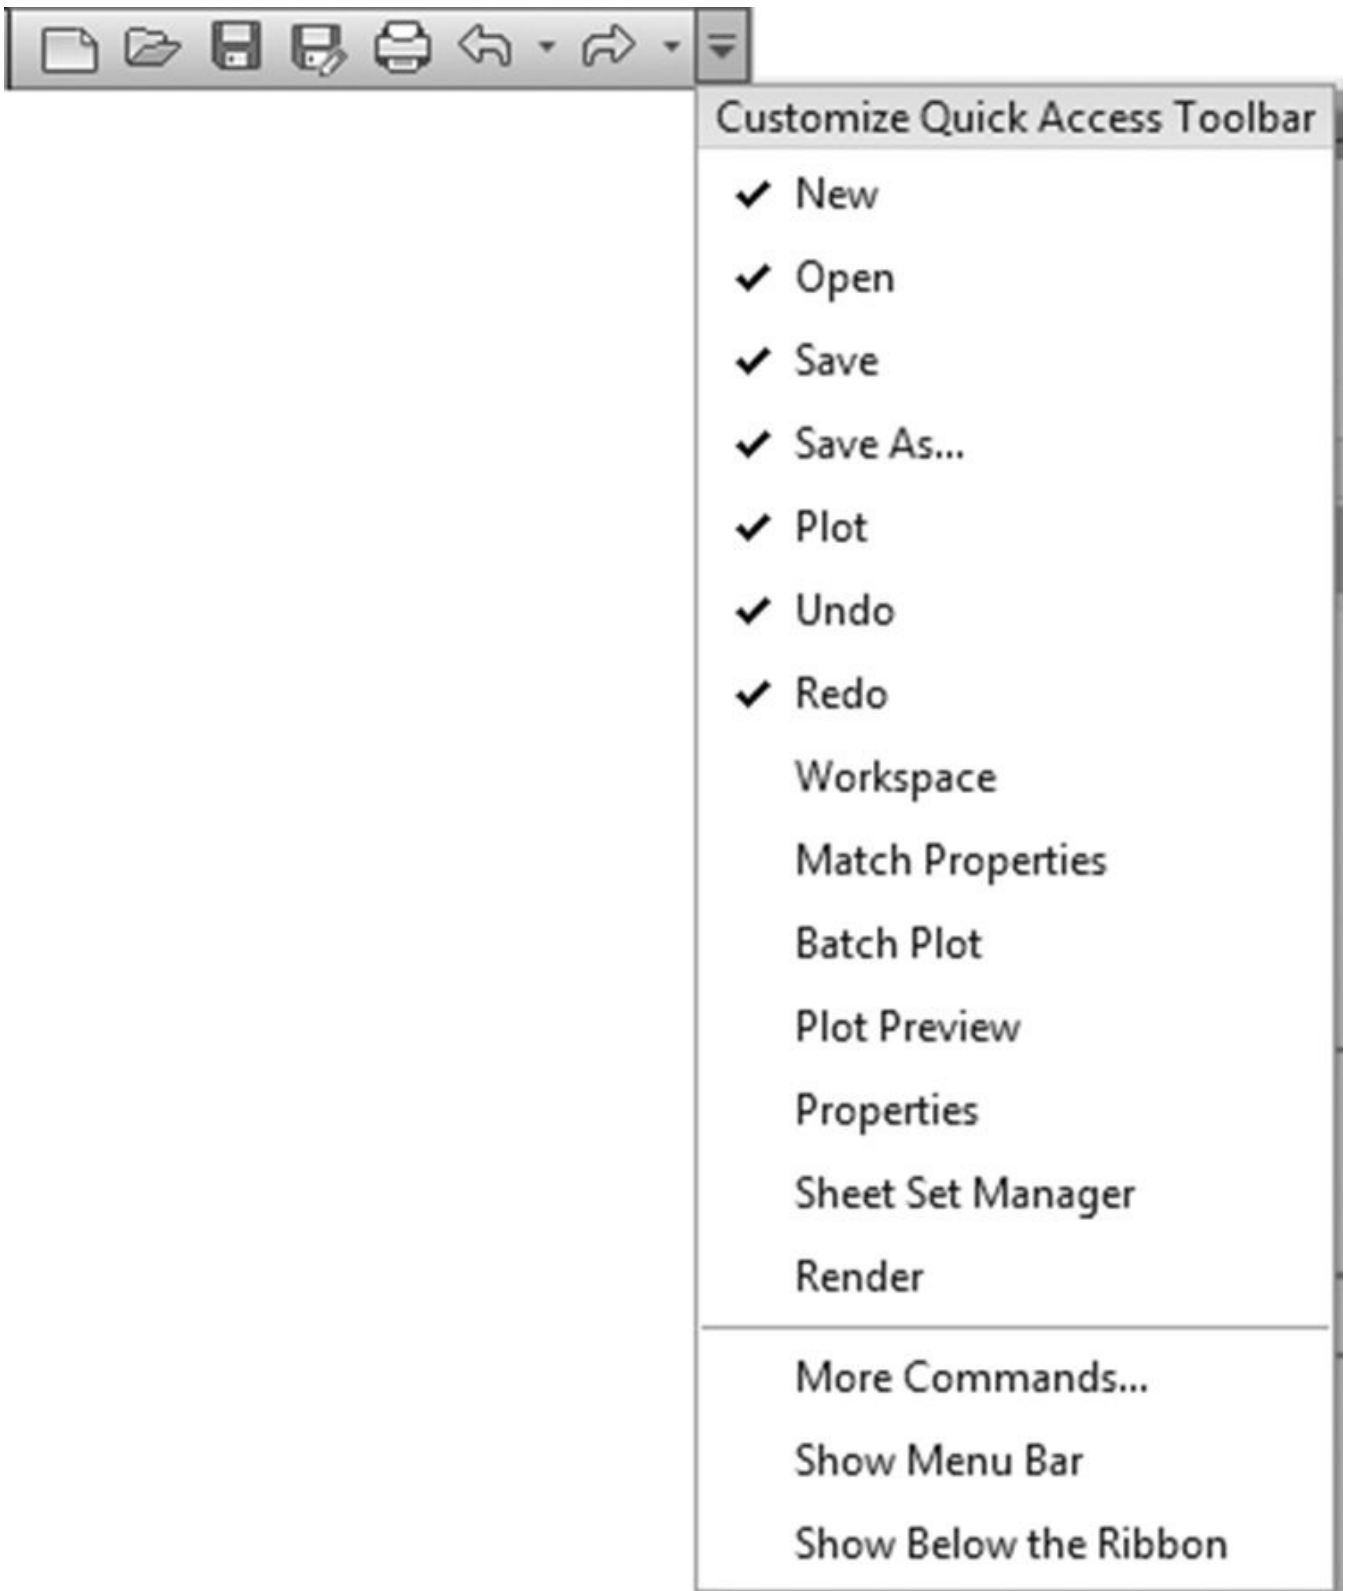 Customize Quick Access Toolbar
New
Open
Save
Save As...
Plot
Undo
Redo
Workspace
Match Properties
Batch Plot
Plot Preview
Properties
Sheet Set Manager
Render
More Commands...
Show Menu Bar
Show Below the Ribbon